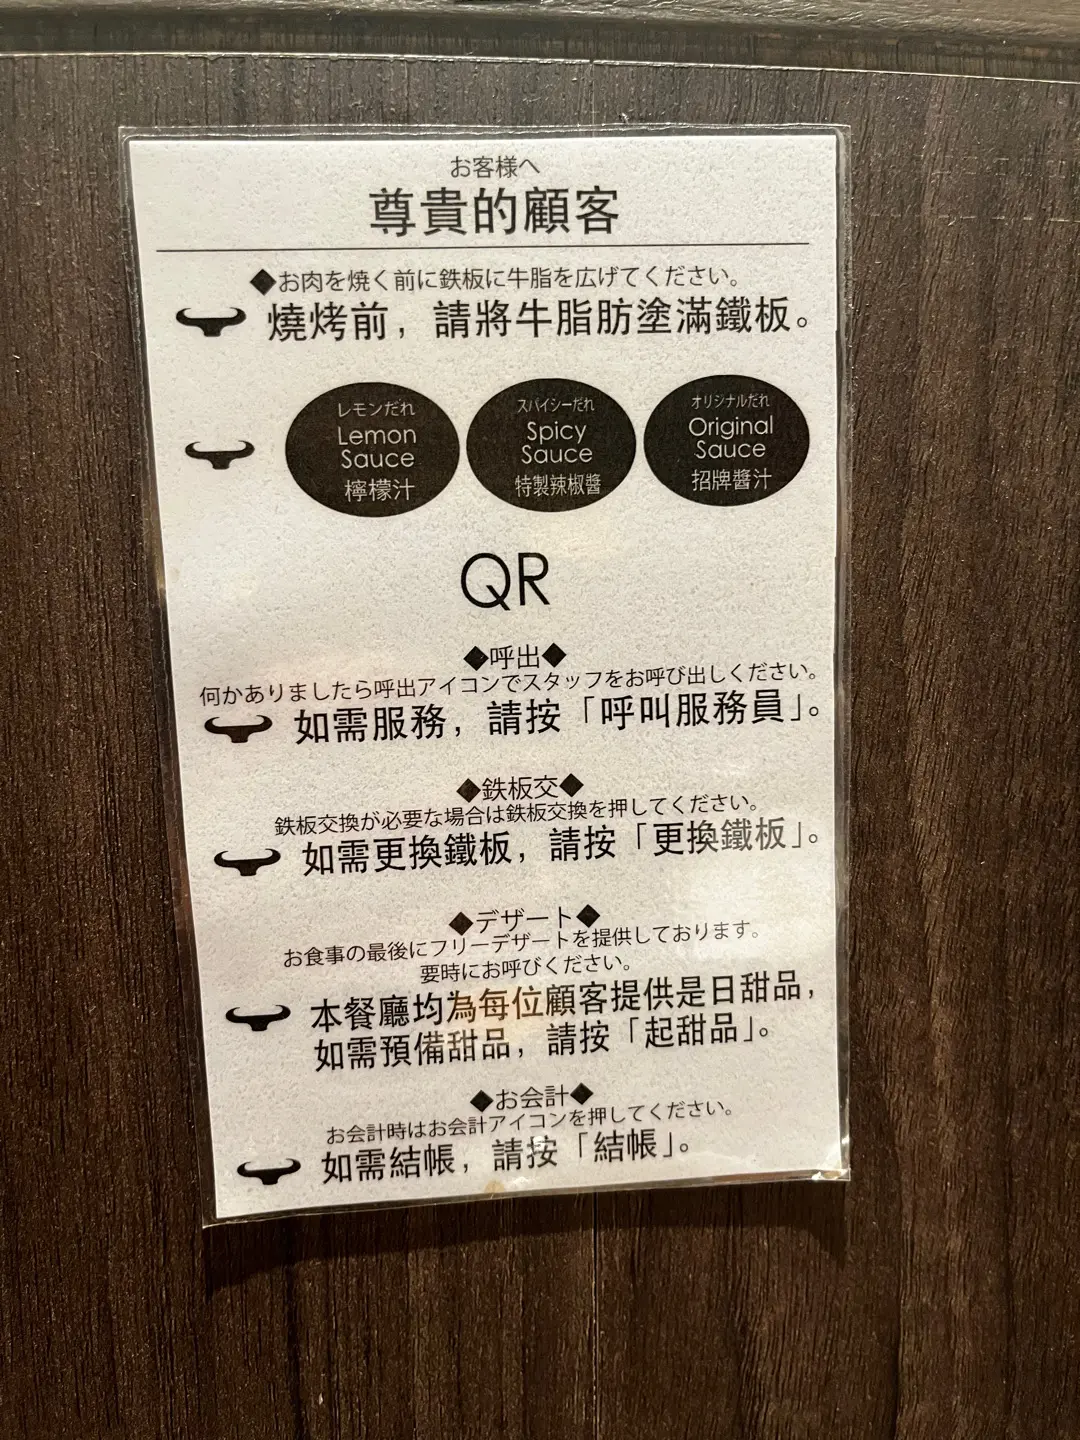 お客様へ
尊貴的顧客
◆お肉を焼く前に鉄板に牛脂を広げてください。
燒烤前，請將牛脂肪塗滿鐵板。
レモンだれ
Lemon
Sauce
檸檬汁
スパイシーだれ
Spicy
Sauce
特製辣椒醬
オリジナルだれ
Original
Sauce
招牌醬汁
QR
◆呼出◆
何かありましたら呼出アイコンでスタッフをお呼び出しください。
如需服務，請按「呼叫服務員」。
◆鉄板交◆
鉄板交換が必要な場合は鉄板交換を押してください。
如需更換鐵板，請按「更換鐵板」。
◆デザート◆
お食事の最後にフリーデザートを提供しております。
要時にお呼びください。
本餐廳均為每位顧客提供是日甜品，
如需預備甜品，請按「起甜品」。
◆お会計◆
お会計時はお会計アイコンを押してください。
如需結帳，請按「結帳」。